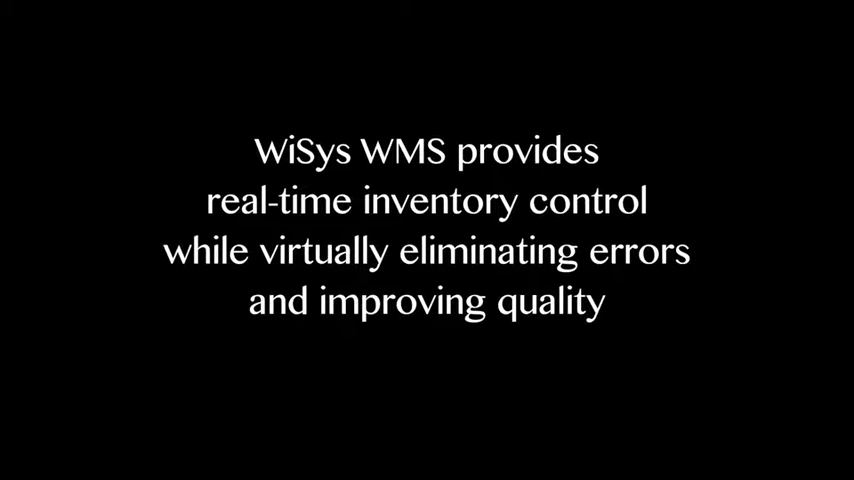 WiSys WMS provides
real-time inventory control
while virtually eliminating errors
and improving quality